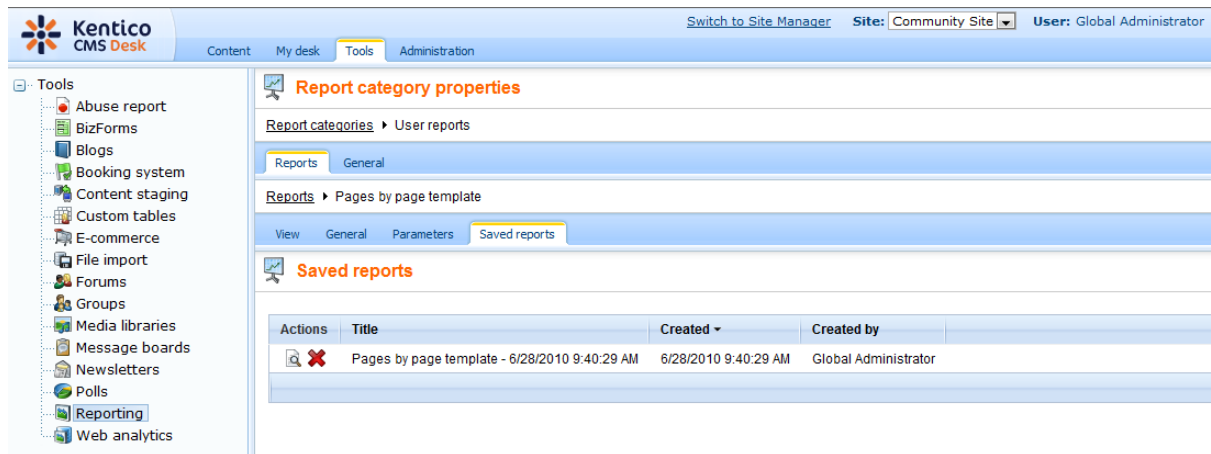 Kentico
CMS Desk
Switch to Site Manager Site: Community Site User: Global Administrator
Content My desk Tools Administration
Tools
Abuse report
BizForms
Blogs
Booking system
Content staging
Custom tables
E-commerce
File import
Forums
Groups
Media libraries
Message boards
Newsletters
Polls
Reporting
Web analytics
Report category properties
Report categories User reports
Reports General
Reports Pages by page template
View General Parameters Saved reports
Saved reports
Actions Title Created Created by
Pages by page template - 6/28/2010 9:40:29 AM 6/28/2010 9:40:29 AM Global Administrator